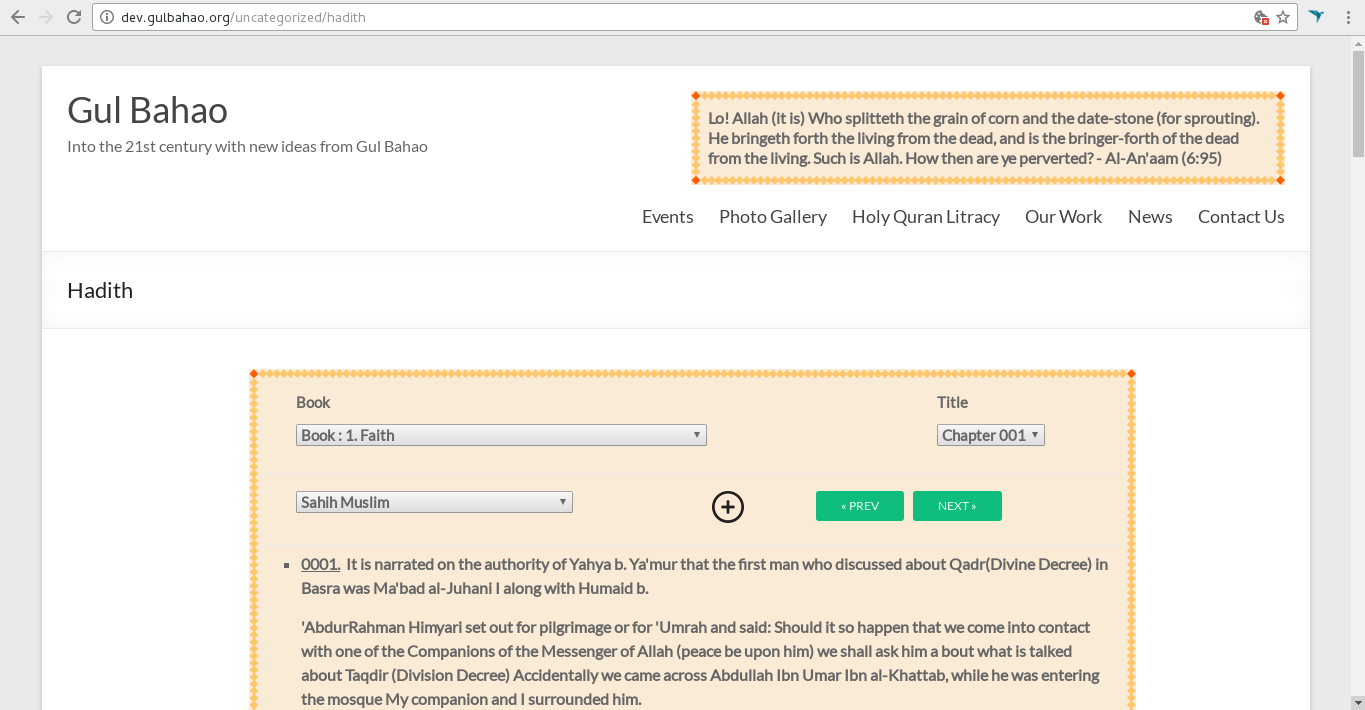 dev.gulbahao.org/uncategorized/hadith
Gul Bahao
Into the 21st century with new ideas from Gul Bahao
Lo! Allah (it is) Who splitteth the grain of corn and the date-stone (for sprouting).
He bringeth forth the living from the dead, and is the bringer-forth of the dead
from the living. Such is Allah. How then are ye perverted? - Al-An'aam (6:95)
Events Photo Gallery Holy Quran Litracy Our Work News Contact Us
Hadith
Book Title
Book : 1. Faith Chapter 001
Sahih Muslim « PREV NEXT »
0001. It is narrated on the authority of Yahya b. Ya'mur that the first man who discussed about Qadr(Divine Decree) in
Basra was Ma'bad al-Juhani I along with Humaid b.
'AbdurRahman Himyari set out for pilgrimage or for 'Umrah and said: Should it so happen that we come into contact
with one of the Companions of the Messenger of Allah (peace be upon him) we shall ask him a bout what is talked
about Taqdir (Division Decree) Accidentally we came across Abdullah Ibn Umar Ibn al-Khattab, while he was entering
the mosque My companion and I surrounded him.